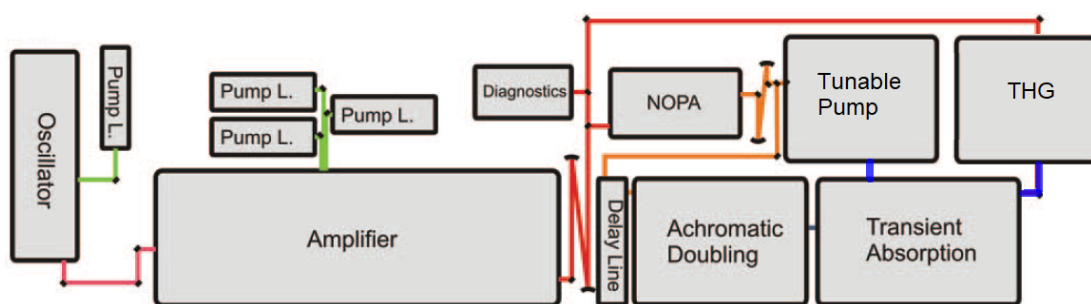 Oscillator
Pump L.
Pump L.
Pump L.
Pump L.
Amplifier
Diagnostics
NOPA
Tunable
Pump
THG
Delay Line
Achromatic
Doubling
Transient
Absorption